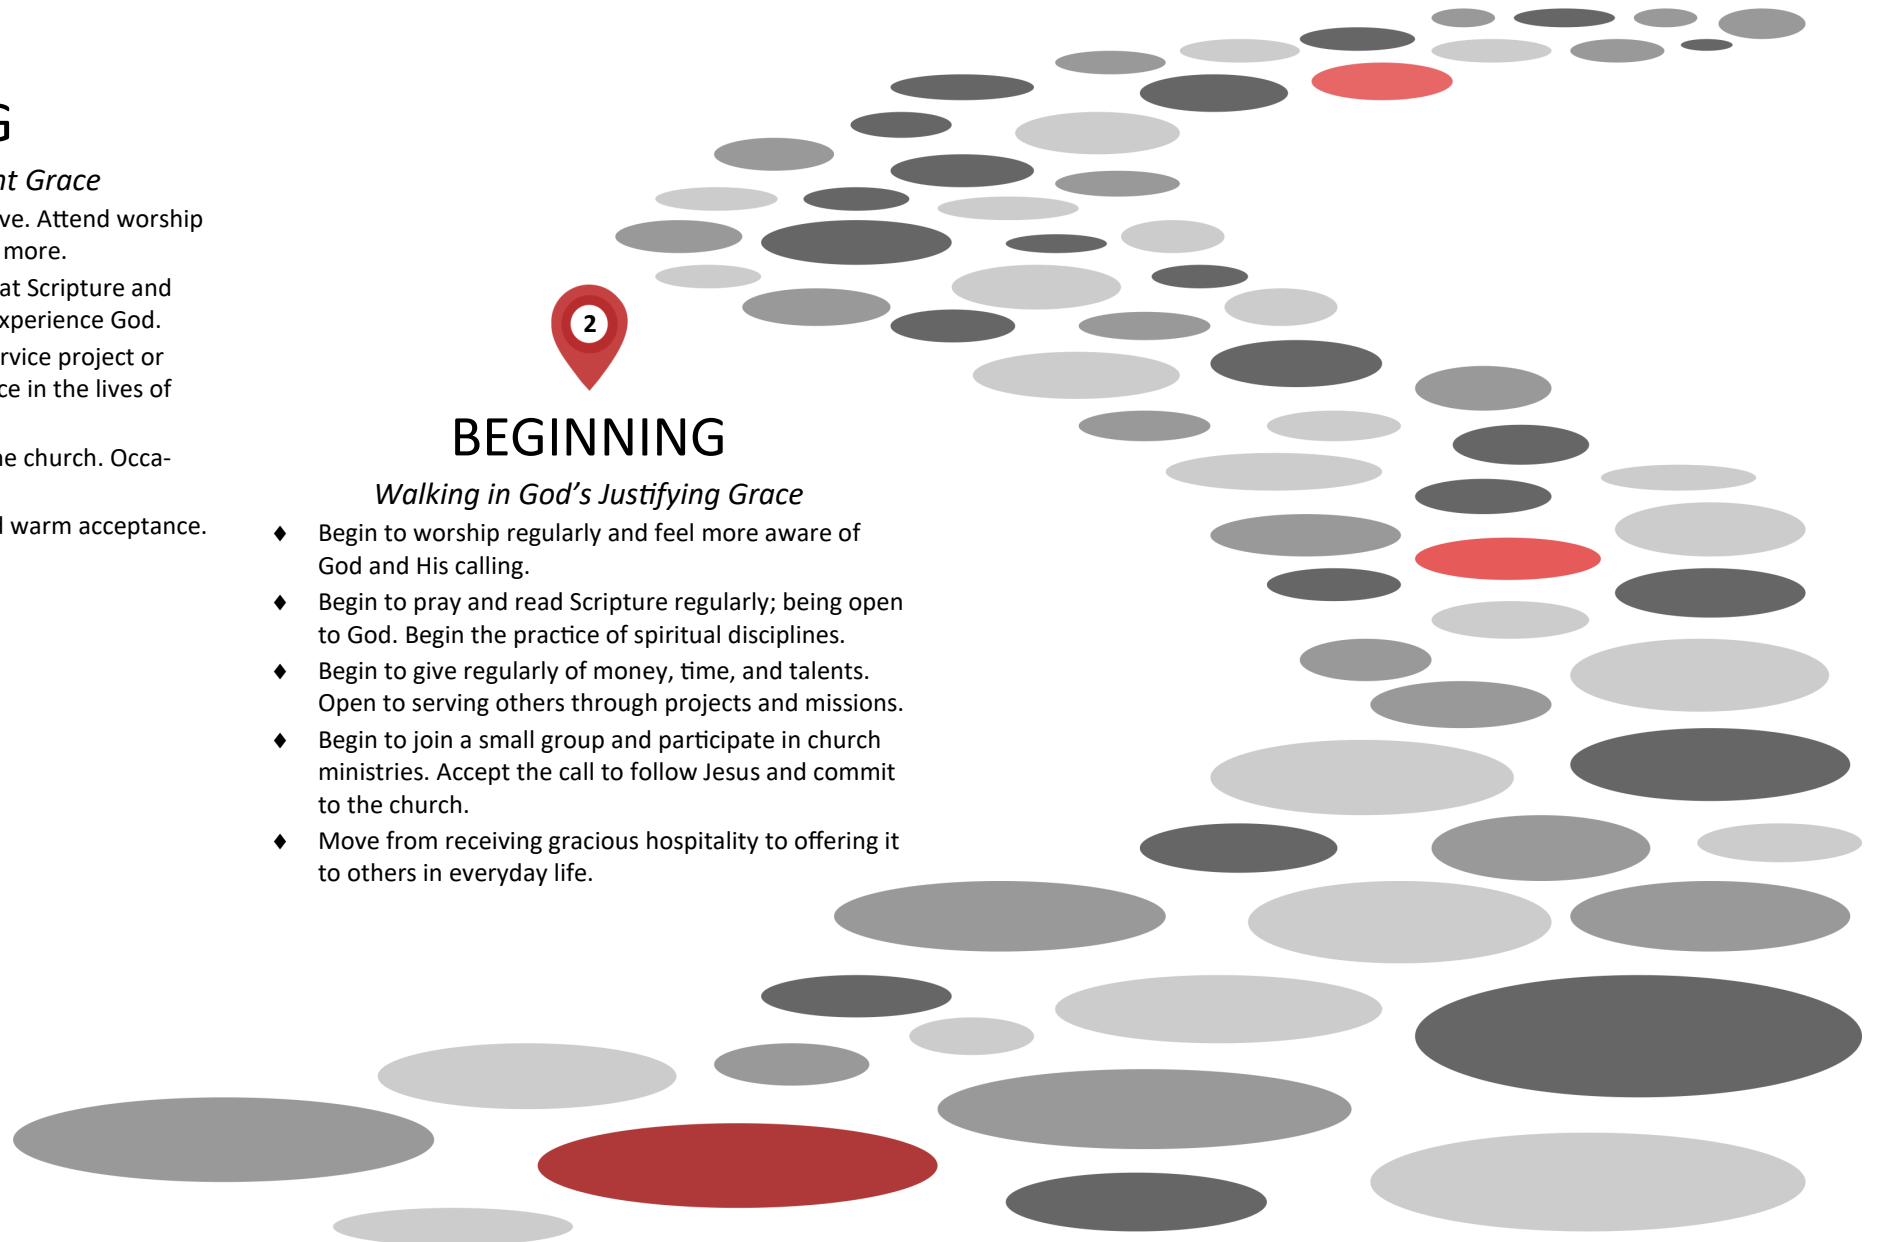 G
nt Grace
ve. Attend worship
more.
at Scripture and
xperience God.
rvice project or
ce in the lives of
ne church. Occa-
warm acceptance.
2
BEGINNING
Walking in God’s Justifying Grace
♦ Begin to worship regularly and feel more aware of
God and His calling.
♦ Begin to pray and read Scripture regularly; being open
to God. Begin the practice of spiritual disciplines.
♦ Begin to give regularly of money, time, and talents.
Open to serving others through projects and missions.
♦ Begin to join a small group and participate in church
ministries. Accept the call to follow Jesus and commit
to the church.
♦ Move from receiving gracious hospitality to offering it
to others in everyday life.